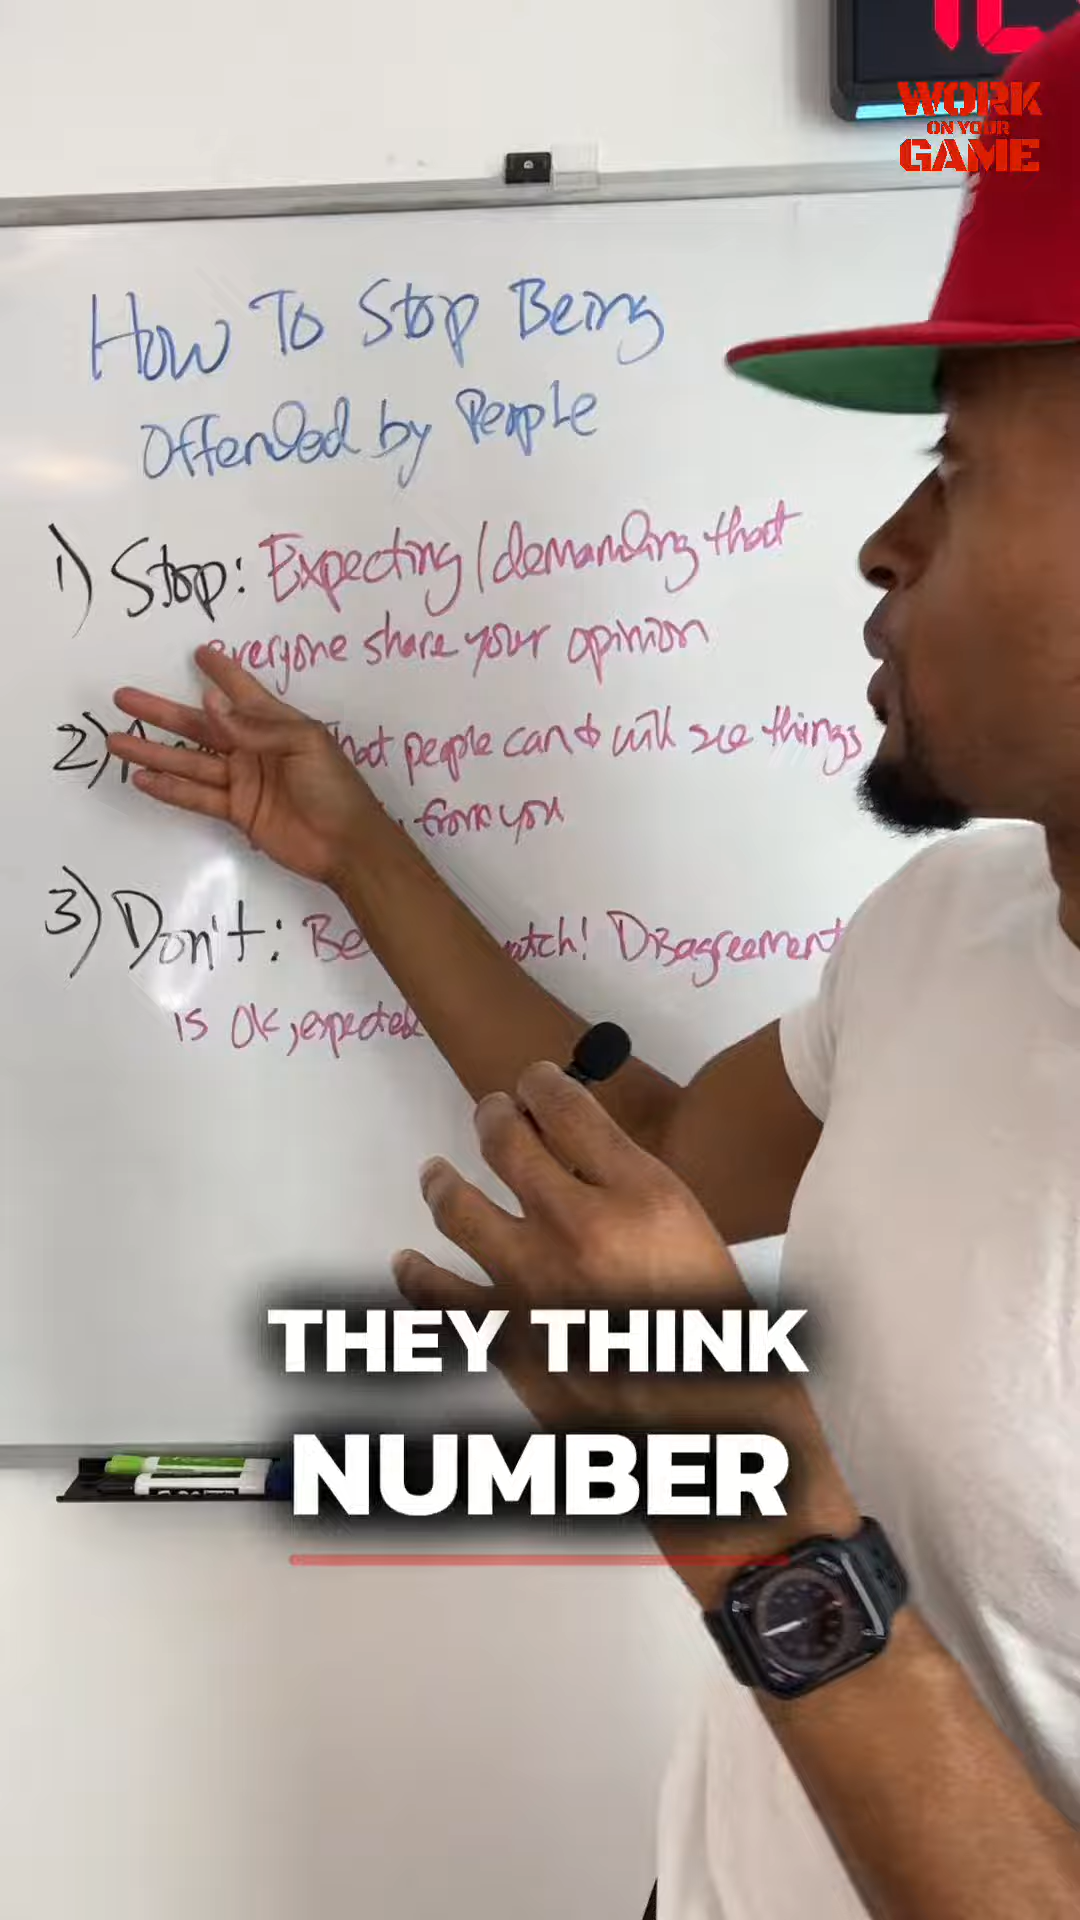 WORK
ON YOUR
GAME
How To Stop Being
Offended by People
1) Stop: Expecting/demanding that
everyone share your opinion
2) that people can & will see things
from you
3) Don't: Be Disagreement
is Ok, expected
THEY THINK
NUMBER